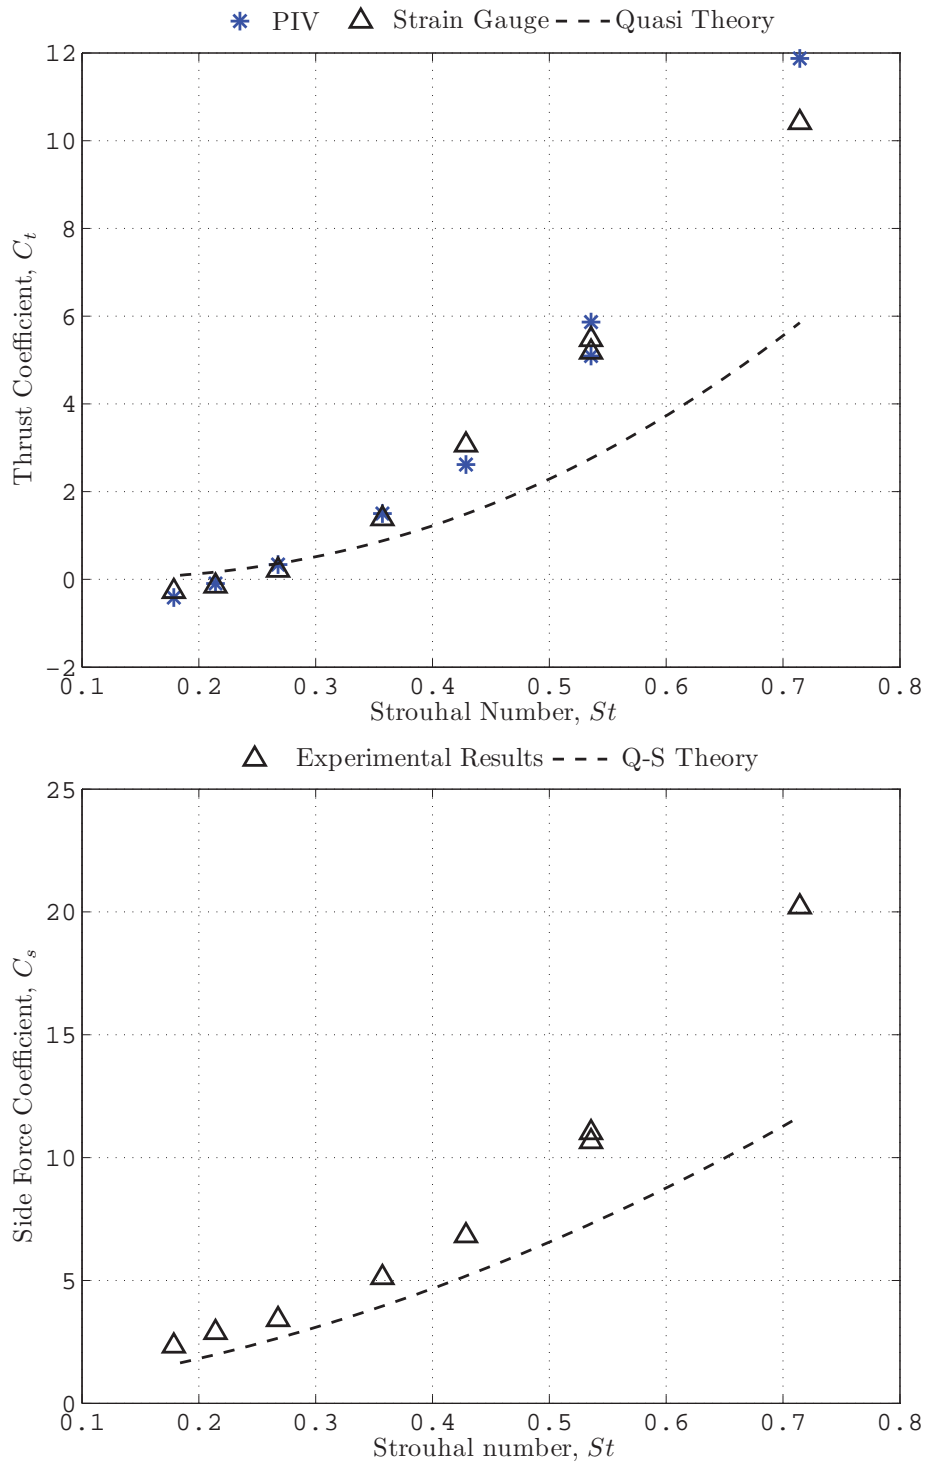 PIV Strain Gauge Quasi Theory
12
10
8
6
4
2
0
−2
Thrust Coefficient, Ct
0.1 0.2 0.3 0.4 0.5 0.6 0.7 0.8
Strouhal Number, St
Experimental Results Q-S Theory
25
20
15
10
5
0
Side Force Coefficient, Cs
0.1 0.2 0.3 0.4 0.5 0.6 0.7 0.8
Strouhal number, St